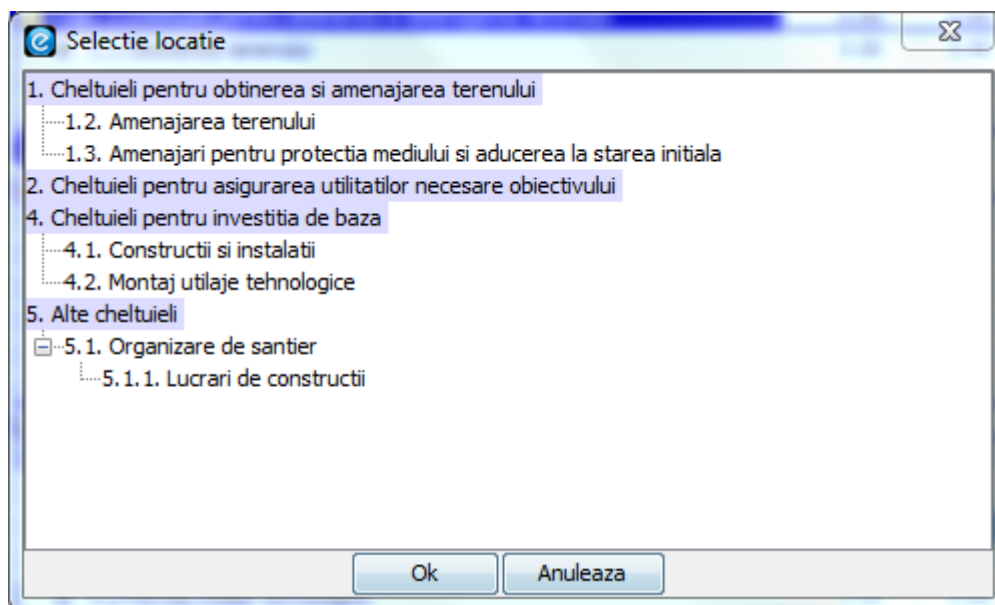 Selectie locatie
1. Cheltuieli pentru obtinerea si amenajarea terenului
1.2. Amenajarea terenului
1.3. Amenajari pentru protectia mediului si aducerea la starea initiala
2. Cheltuieli pentru asigurarea utilitatilor necesare obiectivului
4. Cheltuieli pentru investitia de baza
4.1. Constructii si instalatii
4.2. Montaj utilaje tehnologice
5. Alte cheltuieli
5.1. Organizare de santier
5.1.1. Lucrari de constructii
Ok Anuleaza